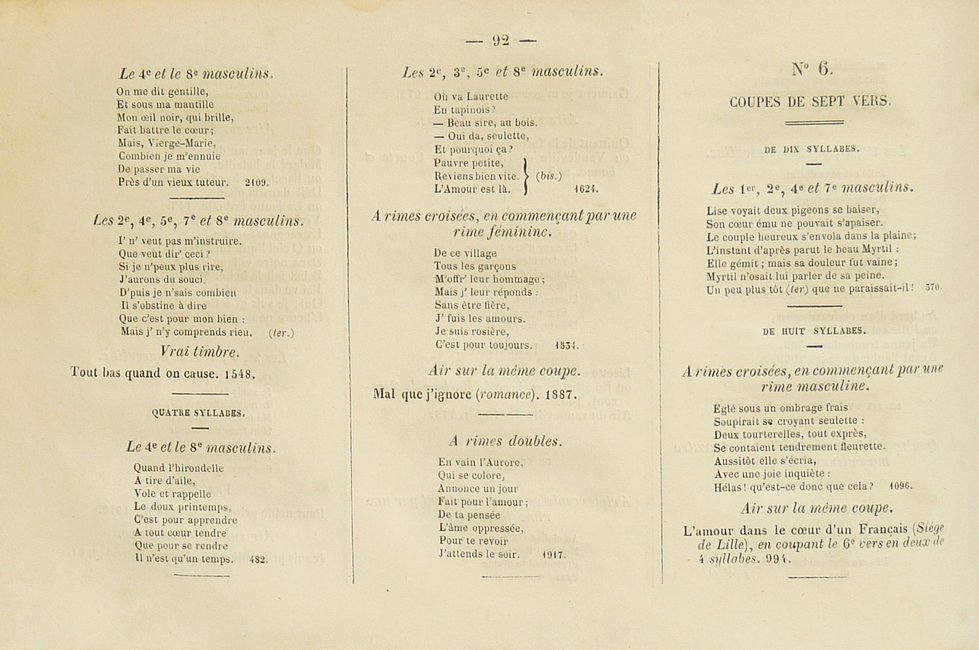 — 92 —
Le 4e et le 8e masculins.
On me dit gentille,
Et sous ma mantille
Mon œil noir, qui brille,
Fait battre le cœur;
Mais, Vierge-Marie,
Combien je m'ennuie
De passer ma vie
Près d'un vieux tuteur. 2109.
Les 2e, 4e, 5e, 7e et 8e masculins.
I' n' veut pas m'instruire.
Que veut dir' ceci ?
Si je n'peux plus rire,
J'aurons du souci.
D'puis je n'sais combien
Il s'obstine à dire
Que c'est pour mon bien :
Mais j' n'y comprends rien. (ter.)
Vrai timbre.
Tout bas quand on cause. 1548.
QUATRE SYLLABES.
Le 4e et le 8e masculins.
Quand l'hirondelle
A tire d'aile,
Vole et rappelle
Le doux printemps,
C'est pour apprendre
A tout cœur tendre
Que pour se rendre
Il n'est qu'un temps. 482.
Les 2e, 3e, 5e et 8e masculins.
Où va Laurette
En tapinois ?
— Beau sire, au bois.
— Oui da, seulette,
Et pourquoi ça ?
Pauvre petite,
Reviens bien vite. } (bis.)
L'Amour est là. 1624.
A rimes croisées, en commençant par une
rime féminine.
De ce village
Tous les garçons
M'offr' leur hommage ;
Mais j' leur réponds :
Sans être fière,
J' fuis les amours.
Je suis rosière,
C'est pour toujours. 1534.
Air sur la même coupe.
Mal que j'ignore (romance). 1887.
A rimes doubles.
En vain l'Aurore,
Qui se colore,
Annonce un jour
Fait pour l'amour ;
De ta pensée
L'âme oppressée,
Pour te revoir
J'attends le soir. 1917.
No 6.
COUPES DE SEPT VERS.
DE DIX SYLLABES.
Les 1er, 2e, 4e et 7e masculins.
Lise voyait deux pigeons se baiser,
Son cœur ému ne pouvait s'apaiser.
Le couple heureux s'envola dans la plaine ;
L'instant d'après parut le beau Myrtil :
Elle gémit ; mais sa douleur fut vaine ;
Myrtil n'osait lui parler de sa peine.
Un peu plus tôt (ter) que ne paraissait-il ! 570.
DE HUIT SYLLABES.
A rimes croisées, en commençant par une
rime masculine.
Eglé sous un ombrage frais
Soupirait se croyant seulette :
Deux tourterelles, tout exprès,
Se contaient tendrement fleurette.
Aussitôt elle s'écria,
Avec une joie inquiète :
Hélas ! qu'est-ce donc que cela ? 1096.
Air sur la même coupe.
L'amour dans le cœur d'un Français (Siége
de Lille), en coupant le 6e vers en deux de
4 syllabes. 994.